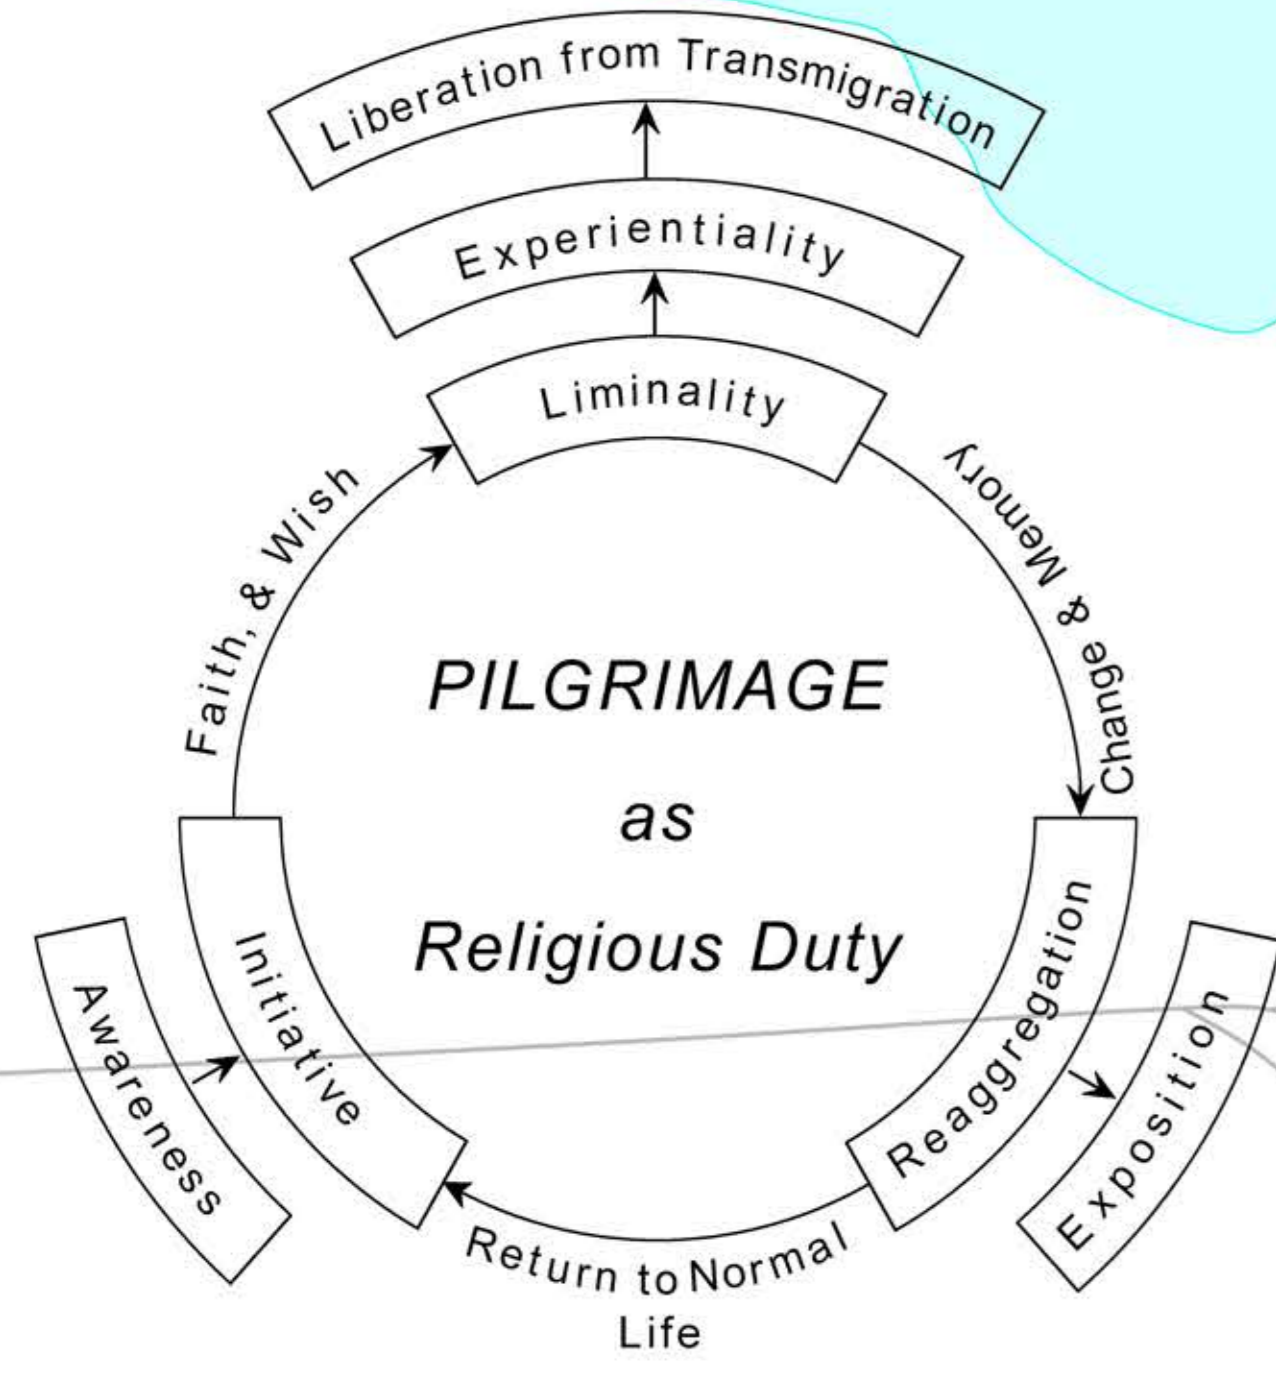 Liberation from Transmigration
Experientiality
Liminality
Faith, & Wish
Change & Memory
PILGRIMAGE
as
Religious Duty
Initiative
Awareness
Reaggregation
Exposition
Return to Normal
Life